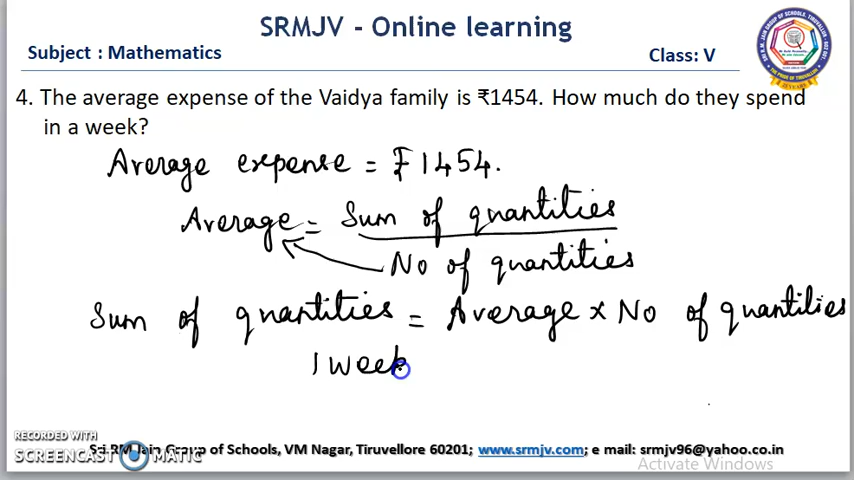 SRMJV - Online learning
Subject : Mathematics
Class: V
4. The average expense of the Vaidya family is ₹1454. How much do they spend
in a week?
Average expense = ₹1454.
Average = Sum of quantities
No of quantities
Sum of quantities = Average × No of quantities
1 week
RECORDED WITH
SCREENCAST MATIC
Sri RM Jain Group of Schools, VM Nagar, Tiruvellore 60201; www.srmjv.com; e mail: srmjv96@yahoo.co.in
Activate Windows